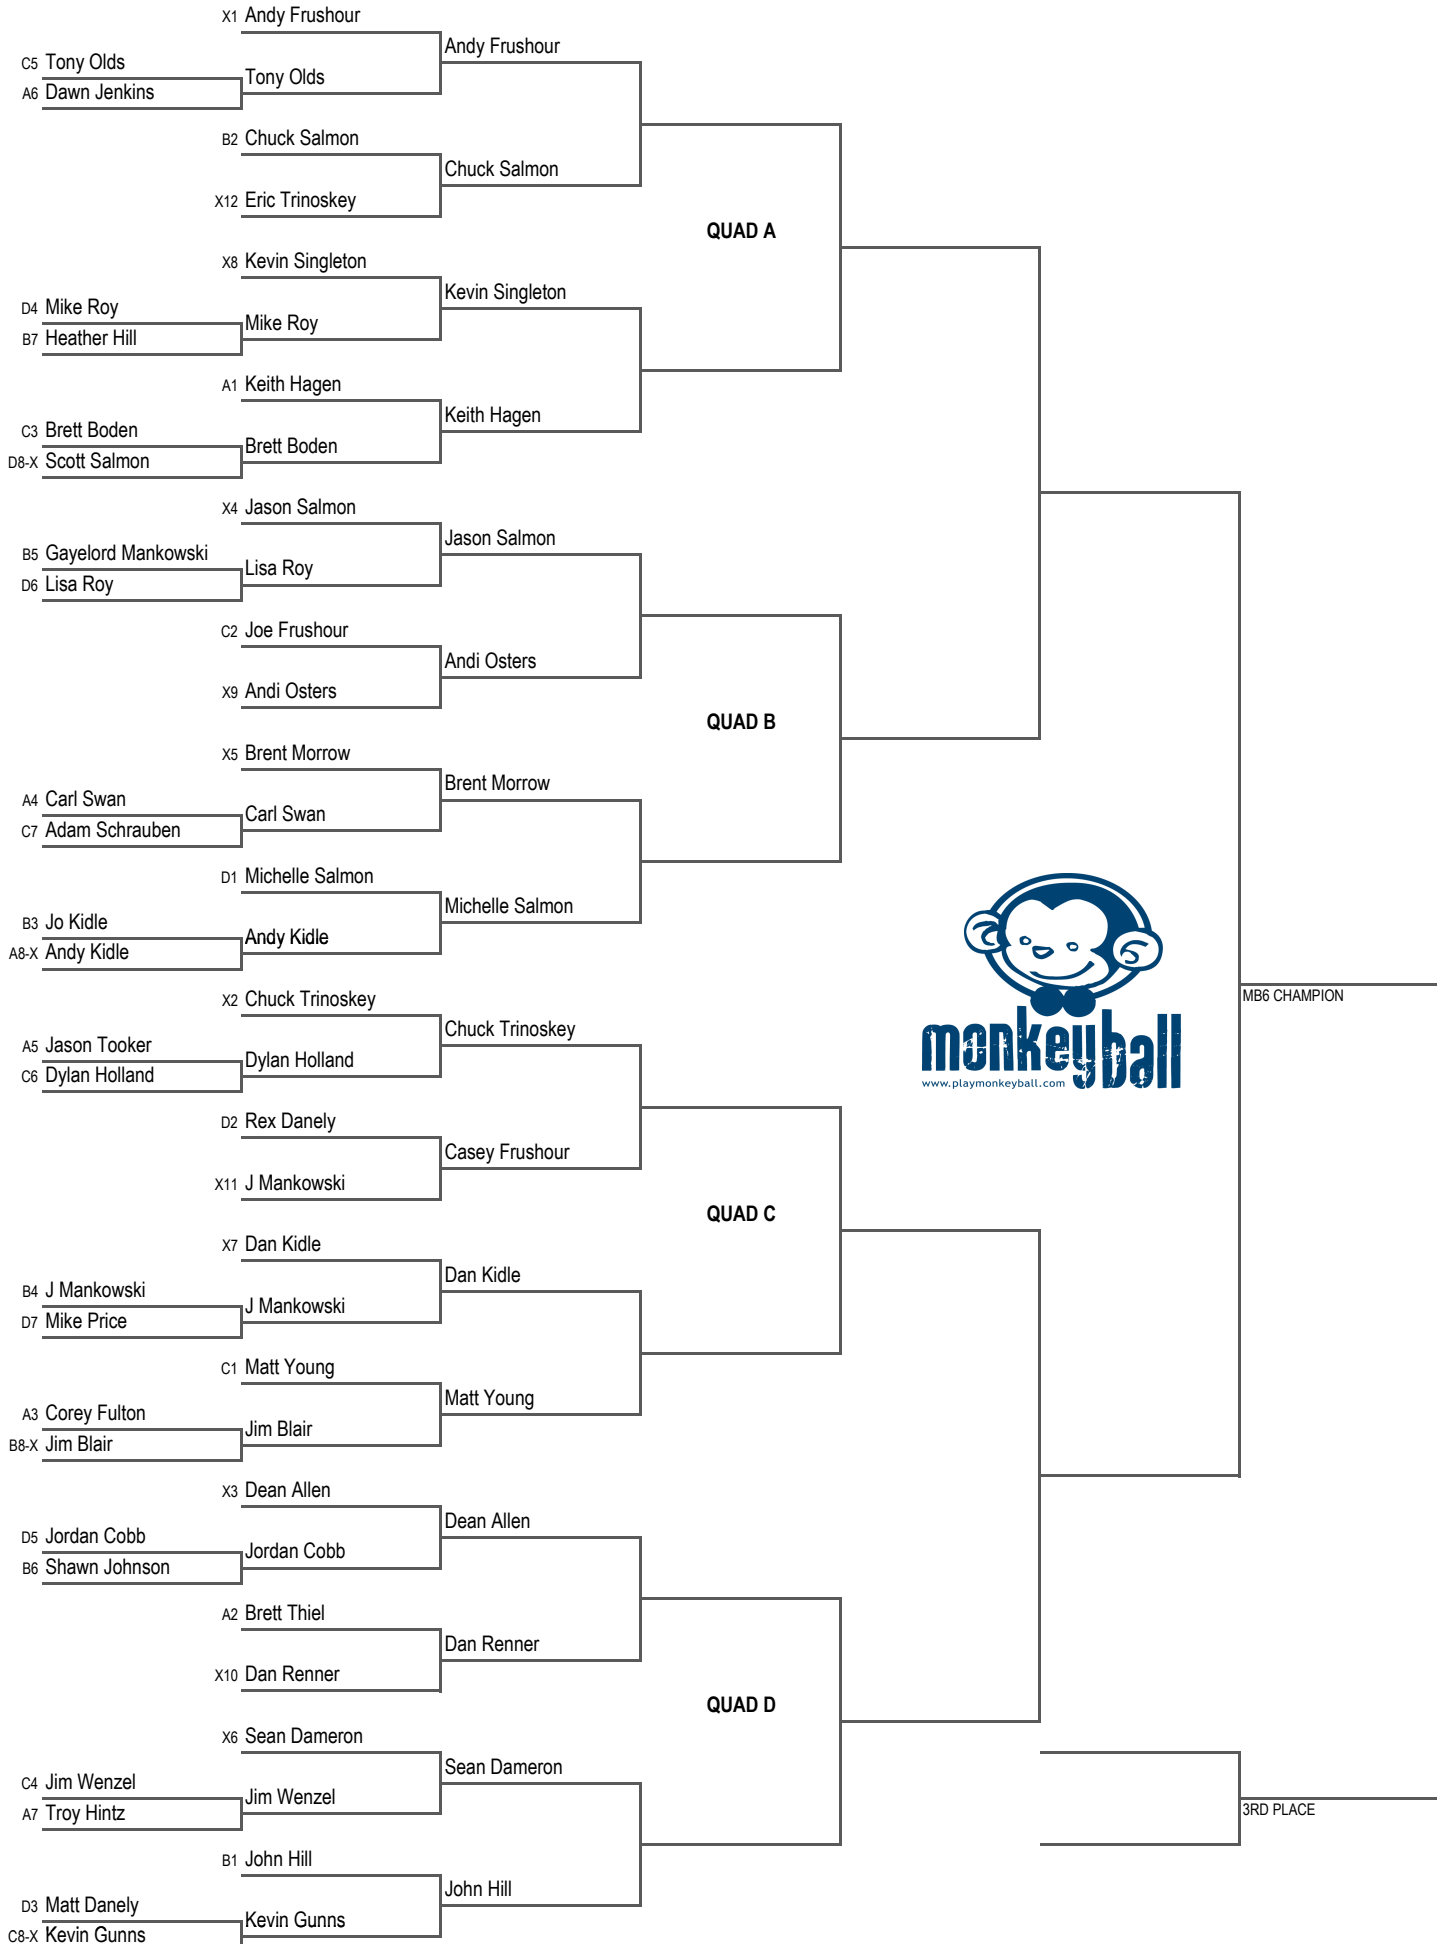 X1 Andy Frushour
Andy Frushour
C5 Tony Olds
Tony Olds
A6 Dawn Jenkins
B2 Chuck Salmon
Chuck Salmon
X12 Eric Trinoskey
QUAD A
X8 Kevin Singleton
Kevin Singleton
D4 Mike Roy
Mike Roy
B7 Heather Hill
A1 Keith Hagen
Keith Hagen
C3 Brett Boden
Brett Boden
D8-X Scott Salmon
X4 Jason Salmon
Jason Salmon
B5 Gayelord Mankowski
Lisa Roy
D6 Lisa Roy
C2 Joe Frushour
Andi Osters
X9 Andi Osters
QUAD B
X5 Brent Morrow
Brent Morrow
A4 Carl Swan
Carl Swan
C7 Adam Schrauben
D1 Michelle Salmon
Michelle Salmon
B3 Jo Kidle
Andy Kidle
A8-X Andy Kidle
X2 Chuck Trinoskey
MB6 CHAMPION
Chuck Trinoskey
monkeyball
www.playmonkeyball.com
A5 Jason Tooker
Dylan Holland
C6 Dylan Holland
D2 Rex Danely
Casey Frushour
X11 J Mankowski
QUAD C
X7 Dan Kidle
Dan Kidle
B4 J Mankowski
J Mankowski
D7 Mike Price
C1 Matt Young
Matt Young
A3 Corey Fulton
Jim Blair
B8-X Jim Blair
X3 Dean Allen
Dean Allen
D5 Jordan Cobb
Jordan Cobb
B6 Shawn Johnson
A2 Brett Thiel
Dan Renner
X10 Dan Renner
QUAD D
X6 Sean Dameron
Sean Dameron
C4 Jim Wenzel
Jim Wenzel
A7 Troy Hintz
3RD PLACE
B1 John Hill
John Hill
D3 Matt Danely
Kevin Gunns
C8-X Kevin Gunns